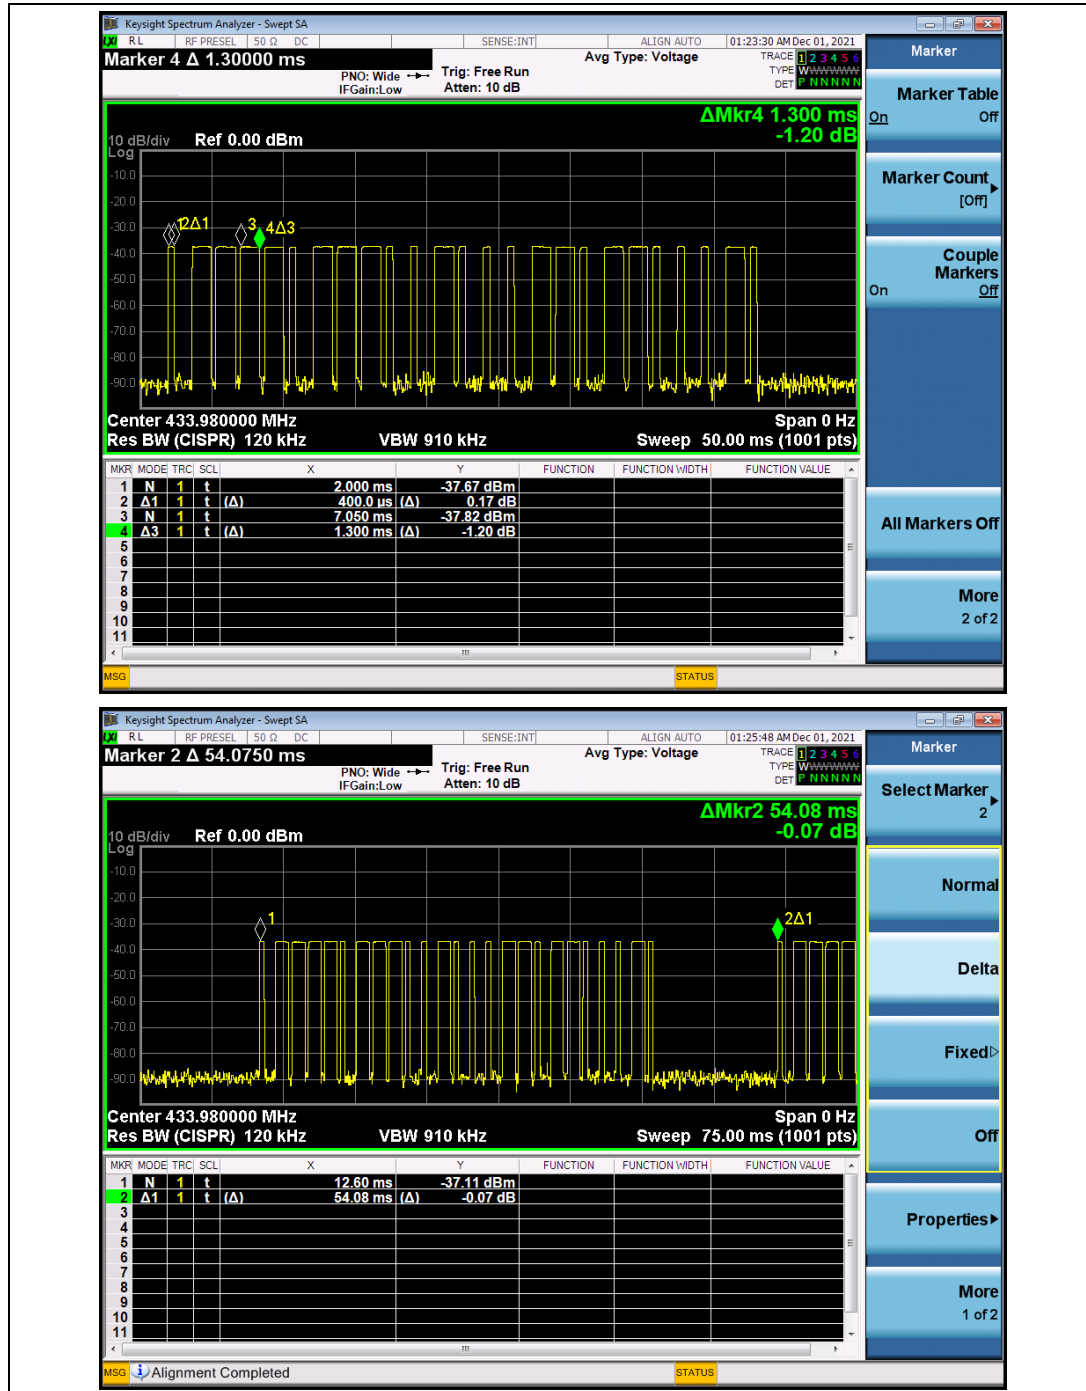 Keysight Spectrum Analyzer - Swept SA
LXI RL RF PRESEL 50 Ω DC SENSE:INT ALIGN AUTO 01:23:30 AM Dec 01, 2021
Marker 4 Δ 1.30000 ms
PNO: Wide
IFGain:Low
Trig: Free Run
Atten: 10 dB
Avg Type: Voltage
TRACE 1 2 3 4 5 6
TYPE WWWWWW
DET P N N N N N
ΔMkr4 1.300 ms
-1.20 dB
10 dB/div Ref 0.00 dBm
Log
-10.0
-20.0
-30.0
-40.0
-50.0
-60.0
-70.0
-80.0
-90.0
1 2Δ1 3 4Δ3
Center 433.980000 MHz Span 0 Hz
Res BW (CISPR) 120 kHz VBW 910 kHz Sweep 50.00 ms (1001 pts)
MKR MODE TRC SCL X Y FUNCTION FUNCTION WIDTH FUNCTION VALUE
1 N 1 t 2.000 ms -37.67 dBm
2 Δ1 1 t (Δ) 400.0 µs (Δ) 0.17 dB
3 N 1 t 7.050 ms -37.82 dBm
4 Δ3 1 t (Δ) 1.300 ms (Δ) -1.20 dB
5
6
7
8
9
10
11
MSG STATUS
Marker
Marker Table
On Off
Marker Count
[Off]
Couple
Markers
On Off
All Markers Off
More
2 of 2
Keysight Spectrum Analyzer - Swept SA
LXI RL RF PRESEL 50 Ω DC SENSE:INT ALIGN AUTO 01:25:48 AM Dec 01, 2021
Marker 2 Δ 54.0750 ms
PNO: Wide
IFGain:Low
Trig: Free Run
Atten: 10 dB
Avg Type: Voltage
TRACE 1 2 3 4 5 6
TYPE WWWWWW
DET P N N N N N
ΔMkr2 54.08 ms
-0.07 dB
10 dB/div Ref 0.00 dBm
Log
-10.0
-20.0
-30.0
-40.0
-50.0
-60.0
-70.0
-80.0
-90.0
1 2Δ1
Center 433.980000 MHz Span 0 Hz
Res BW (CISPR) 120 kHz VBW 910 kHz Sweep 75.00 ms (1001 pts)
MKR MODE TRC SCL X Y FUNCTION FUNCTION WIDTH FUNCTION VALUE
1 N 1 t 12.60 ms -37.11 dBm
2 Δ1 1 t (Δ) 54.08 ms (Δ) -0.07 dB
3
4
5
6
7
8
9
10
11
MSG Alignment Completed STATUS
Marker
Select Marker
2
Normal
Delta
Fixed
Off
Properties
More
1 of 2